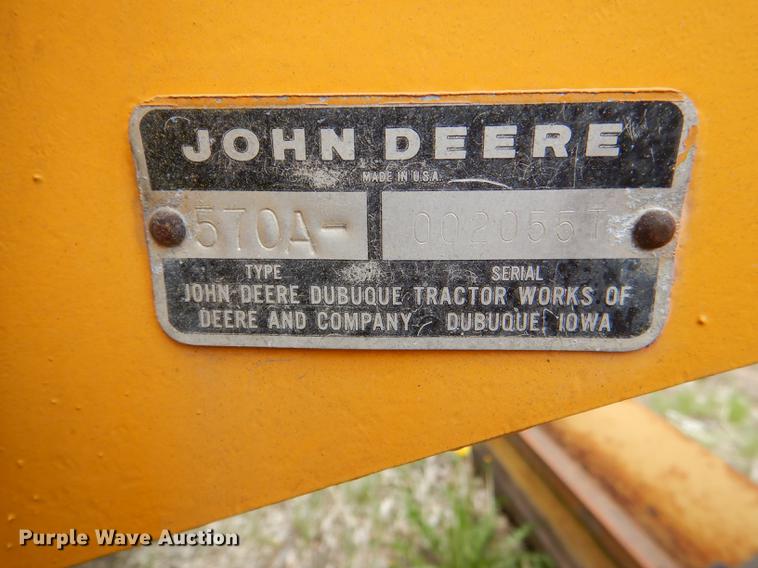 JOHN DEERE
MADE IN U.S.A.
570A- 002055T
TYPE SERIAL
JOHN DEERE DUBUQUE TRACTOR WORKS OF
DEERE AND COMPANY DUBUQUE, IOWA
Purple Wave Auction